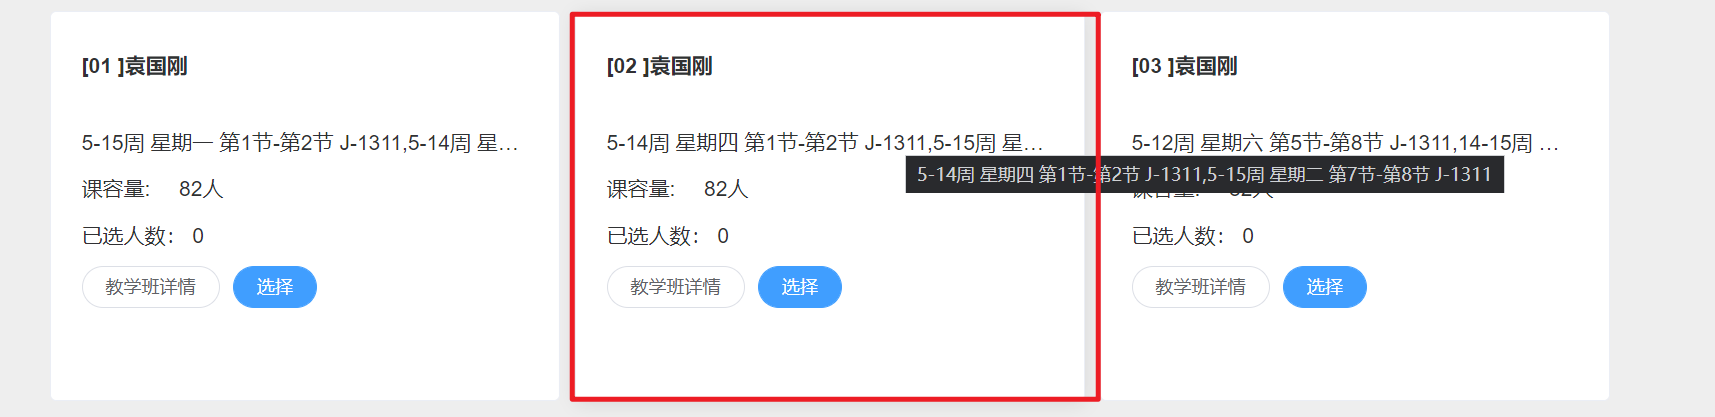 [01 ]袁国刚
5-15周 星期一 第1节-第2节 J-1311,5-14周 星...
课容量: 82人
已选人数: 0
教学班详情 选择
[02 ]袁国刚
5-14周 星期四 第1节-第2节 J-1311,5-15周 星...
5-14周 星期四 第1节-第2节 J-1311,5-15周 星期二 第7节-第8节 J-1311
课容量: 82人
已选人数: 0
教学班详情 选择
[03 ]袁国刚
5-12周 星期六 第5节-第8节 J-1311,14-15周 ...
已选人数: 0
教学班详情 选择